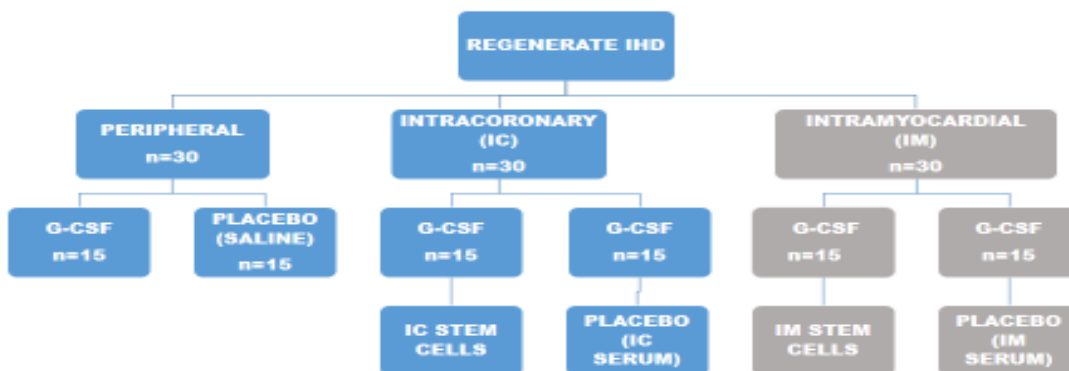 REGENERATE IHD
PERIPHERAL
n=30
INTRACORONARY
(IC)
n=30
INTRAMYOCARDIAL
(IM)
n=30
G-CSF
n=15
PLACEBO
(SALINE)
n=15
G-CSF
n=15
G-CSF
n=15
G-CSF
n=15
G-CSF
n=15
IC STEM
CELLS
PLACEBO
(IC
SERUM)
IM STEM
CELLS
PLACEBO
(IM
SERUM)